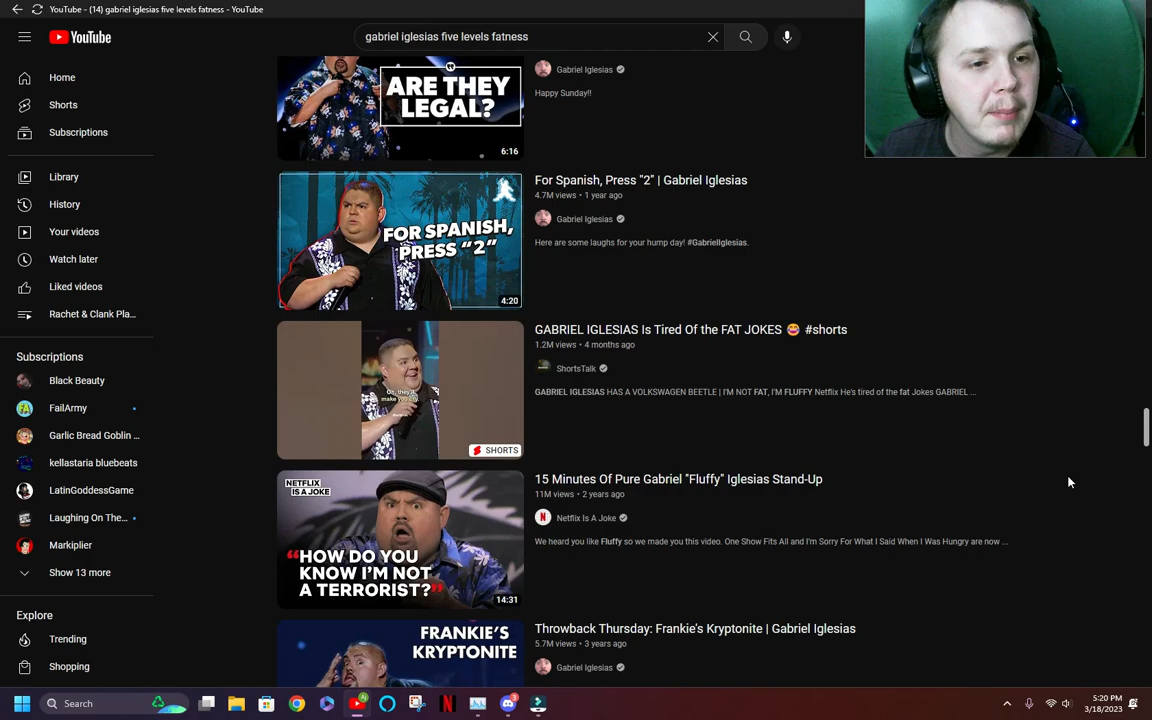 YouTube - (14) gabriel iglesias five levels fatness - YouTube
YouTube
gabriel iglesias five levels fatness
Home
Shorts
Subscriptions
Library
History
Your videos
Watch later
Liked videos
Rachet & Clank Pla...
Subscriptions
Black Beauty
FailArmy
Garlic Bread Goblin ...
kellastaria bluebeats
LatinGoddessGame
Laughing On The...
Markiplier
Show 13 more
Explore
Trending
Shopping
ARE THEY
LEGAL?
6:16
Gabriel Iglesias
Happy Sunday!!
FOR SPANISH,
PRESS “2”
4:20
For Spanish, Press "2" | Gabriel Iglesias
4.7M views • 1 year ago
Gabriel Iglesias
Here are some laughs for your hump day! #GabrielIglesias.
SHORTS
GABRIEL IGLESIAS Is Tired Of the FAT JOKES 😂 #shorts
1.2M views • 4 months ago
ShortsTalk
GABRIEL IGLESIAS HAS A VOLKSWAGEN BEETLE | I'M NOT FAT, I'M FLUFFY Netflix He's tired of the fat Jokes GABRIEL ...
NETFLIX
IS A JOKE
“HOW DO YOU
KNOW I’M NOT
A TERRORIST?”
14:31
15 Minutes Of Pure Gabriel "Fluffy" Iglesias Stand-Up
11M views • 2 years ago
Netflix Is A Joke
We heard you like Fluffy so we made you this video. One Show Fits All and I'm Sorry For What I Said When I Was Hungry are now ...
FRANKIE'S
KRYPTONITE
Throwback Thursday: Frankie's Kryptonite | Gabriel Iglesias
5.7M views • 3 years ago
Gabriel Iglesias
Search
3
5:20 PM
3/18/2023